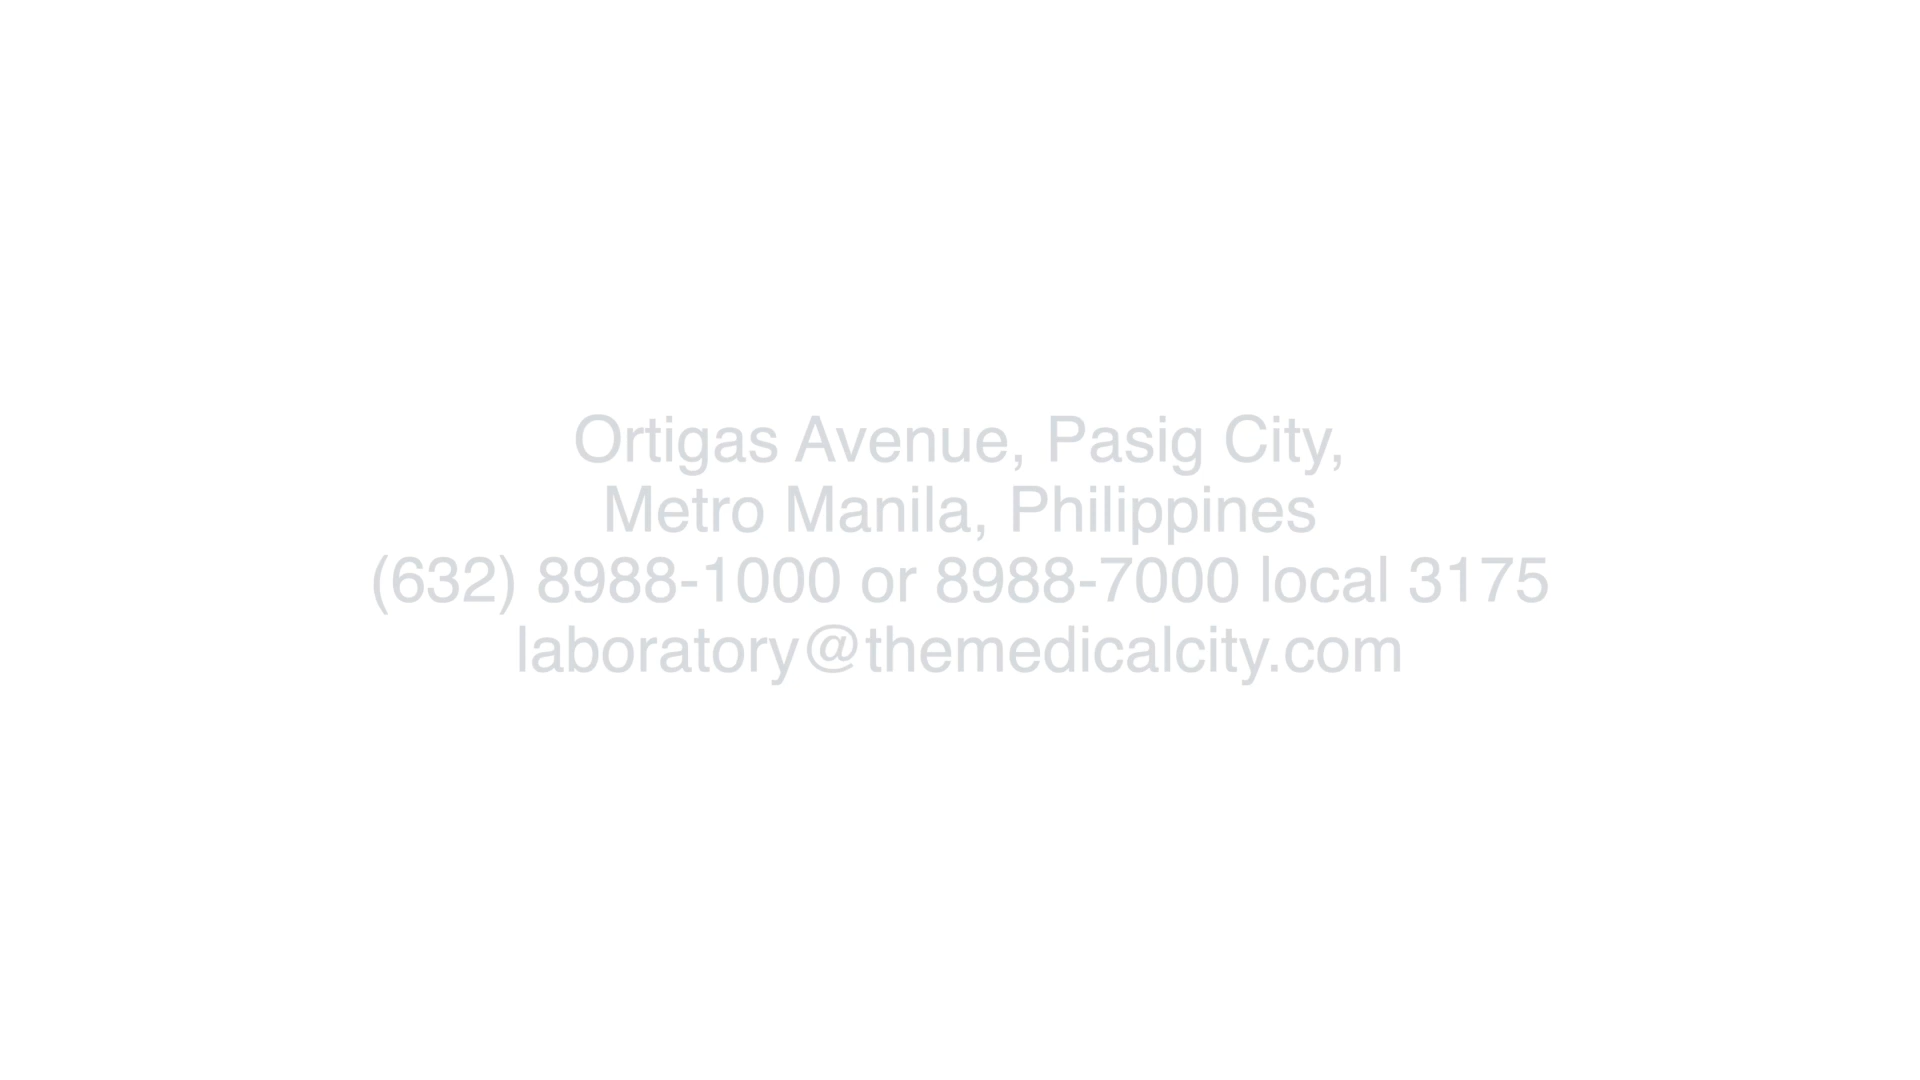 Ortigas Avenue, Pasig City,
Metro Manila, Philippines
(632) 8988-1000 or 8988-7000 local 3175
laboratory@themedicalcity.com